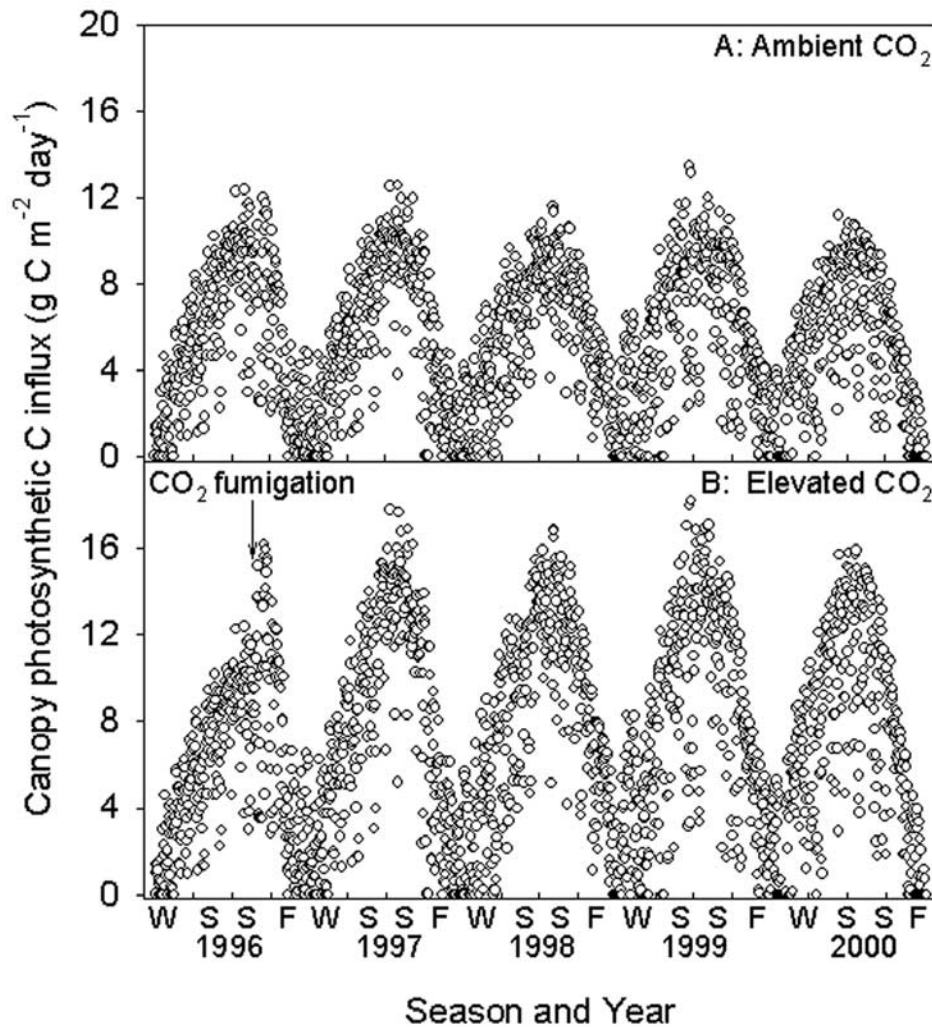 Canopy photosynthetic C influx (g C m⁻² day⁻¹)
20
A: Ambient CO₂
16
12
8
4
0
CO₂ fumigation
B: Elevated CO₂
16
12
8
4
0
W S S F W S S F W S S F W S S F W S S F
1996 1997 1998 1999 2000
Season and Year